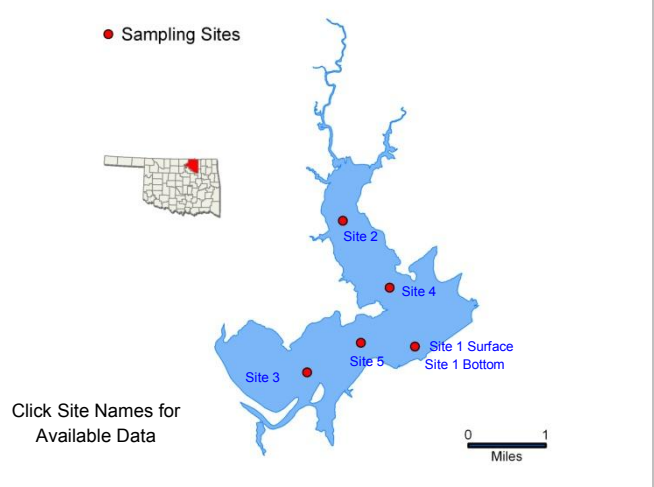 Sampling Sites
Site 2
Site 4
Site 1 Surface
Site 5
Site 1 Bottom
Site 3
Click Site Names for
Available Data
0 1
Miles